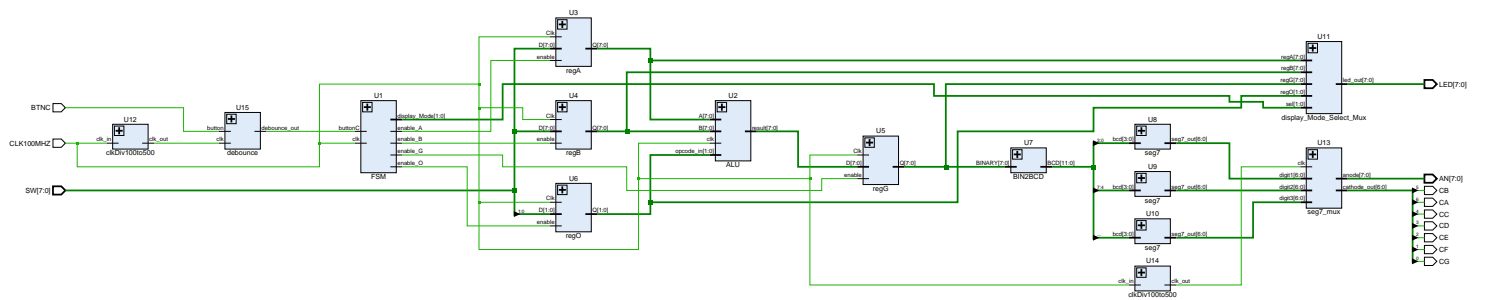 BTNC
CLK100MHZ
SW[7:0]
U12
clk_in
clk_out
clkDiv100to500
U15
button
debounce_out
clk
debounce
U1
buttonC
clk
display_Mode[1:0]
enable_A
enable_B
enable_G
enable_O
FSM
U3
Clk
D[7:0]
Q[7:0]
enable
regA
U4
Clk
D[7:0]
Q[7:0]
enable
regB
U6
Clk
1:0
D[1:0]
Q[1:0]
enable
regO
U2
A[7:0]
B[7:0]
result[7:0]
clk
opcode_in[1:0]
ALU
U5
Clk
D[7:0]
Q[7:0]
enable
regG
U7
BINARY[7:0]
BCD[11:0]
BIN2BCD
U8
3:0
bcd[3:0]
seg7_out[6:0]
seg7
U9
7:4
bcd[3:0]
seg7_out[6:0]
seg7
U10
bcd[3:0]
seg7_out[6:0]
seg7
U14
clk_in
clk_out
clkDiv100to500
U11
regA[7:0]
regB[7:0]
regG[7:0]
regO[1:0]
sel[1:0]
led_out[7:0]
display_Mode_Select_Mux
U13
clk
digit1[6:0]
digit2[6:0]
digit3[6:0]
anode[7:0]
cathode_out[6:0]
seg7_mux
LED[7:0]
AN[7:0]
CB
CA
CC
CD
CE
CF
CG